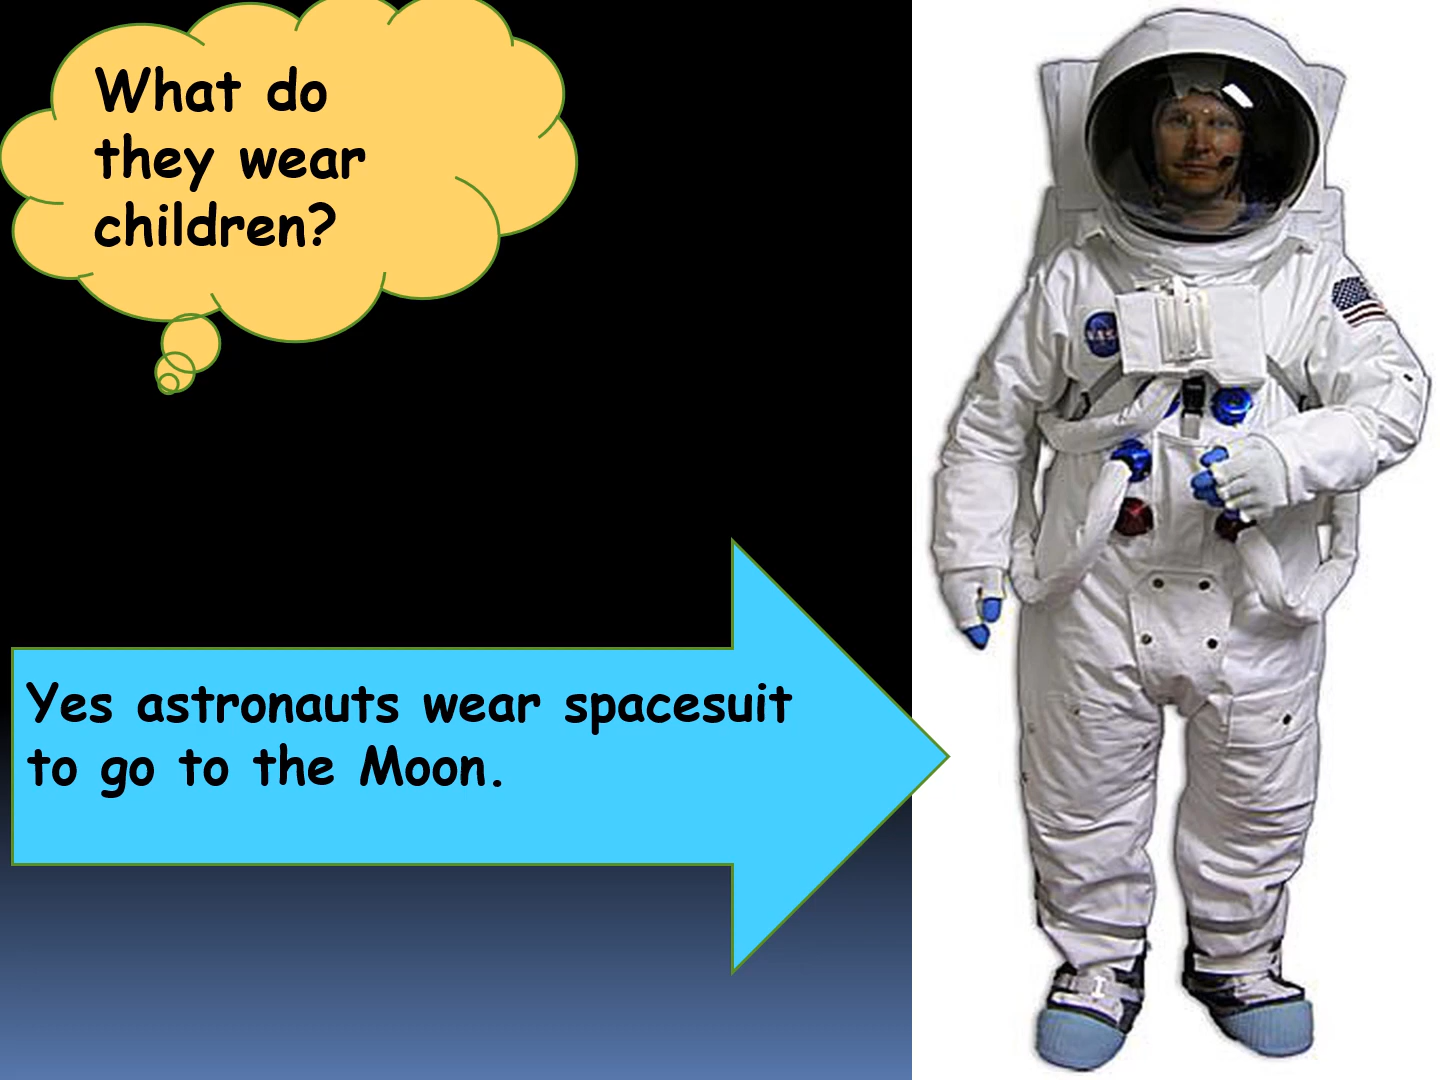 What do
they wear
children?
Yes astronauts wear spacesuit
to go to the Moon.